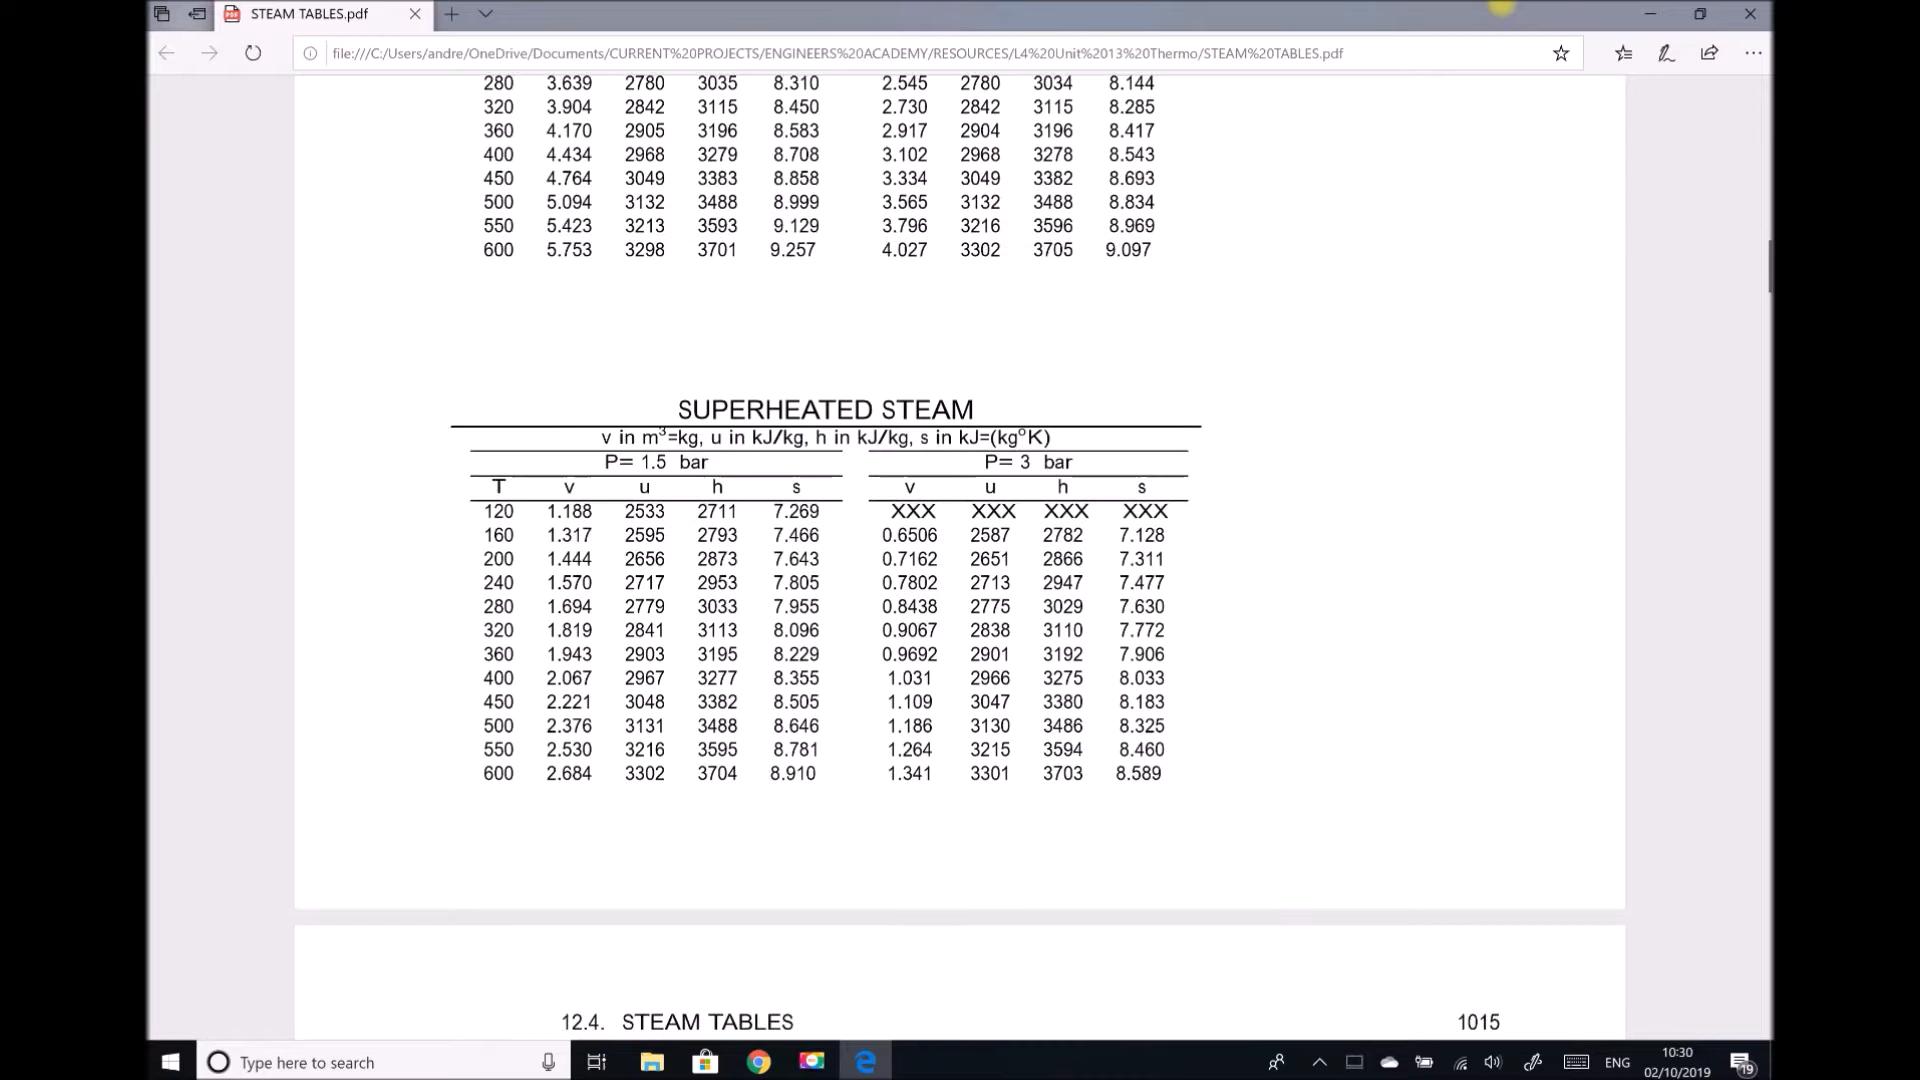 STEAM TABLES.pdf
file:///C:/Users/andre/OneDrive/Documents/CURRENT%20PROJECTS/ENGINEERS%20ACADEMY/RESOURCES/L4%20Unit%2013%20Thermo/STEAM%20TABLES.pdf
280 3.639 2780 3035 8.310 2.545 2780 3034 8.144
320 3.904 2842 3115 8.450 2.730 2842 3115 8.285
360 4.170 2905 3196 8.583 2.917 2904 3196 8.417
400 4.434 2968 3279 8.708 3.102 2968 3278 8.543
450 4.764 3049 3383 8.858 3.334 3049 3382 8.693
500 5.094 3132 3488 8.999 3.565 3132 3488 8.834
550 5.423 3213 3593 9.129 3.796 3216 3596 8.969
600 5.753 3298 3701 9.257 4.027 3302 3705 9.097
SUPERHEATED STEAM
v in m³=kg, u in kJ/kg, h in kJ/kg, s in kJ=(kg°K)
P= 1.5 bar P= 3 bar
T v u h s v u h s
120 1.188 2533 2711 7.269 XXX XXX XXX XXX
160 1.317 2595 2793 7.466 0.6506 2587 2782 7.128
200 1.444 2656 2873 7.643 0.7162 2651 2866 7.311
240 1.570 2717 2953 7.805 0.7802 2713 2947 7.477
280 1.694 2779 3033 7.955 0.8438 2775 3029 7.630
320 1.819 2841 3113 8.096 0.9067 2838 3110 7.772
360 1.943 2903 3195 8.229 0.9692 2901 3192 7.906
400 2.067 2967 3277 8.355 1.031 2966 3275 8.033
450 2.221 3048 3382 8.505 1.109 3047 3380 8.183
500 2.376 3131 3488 8.646 1.186 3130 3486 8.325
550 2.530 3216 3595 8.781 1.264 3215 3594 8.460
600 2.684 3302 3704 8.910 1.341 3301 3703 8.589
12.4. STEAM TABLES 1015
Type here to search
ENG
10:30
02/10/2019
19